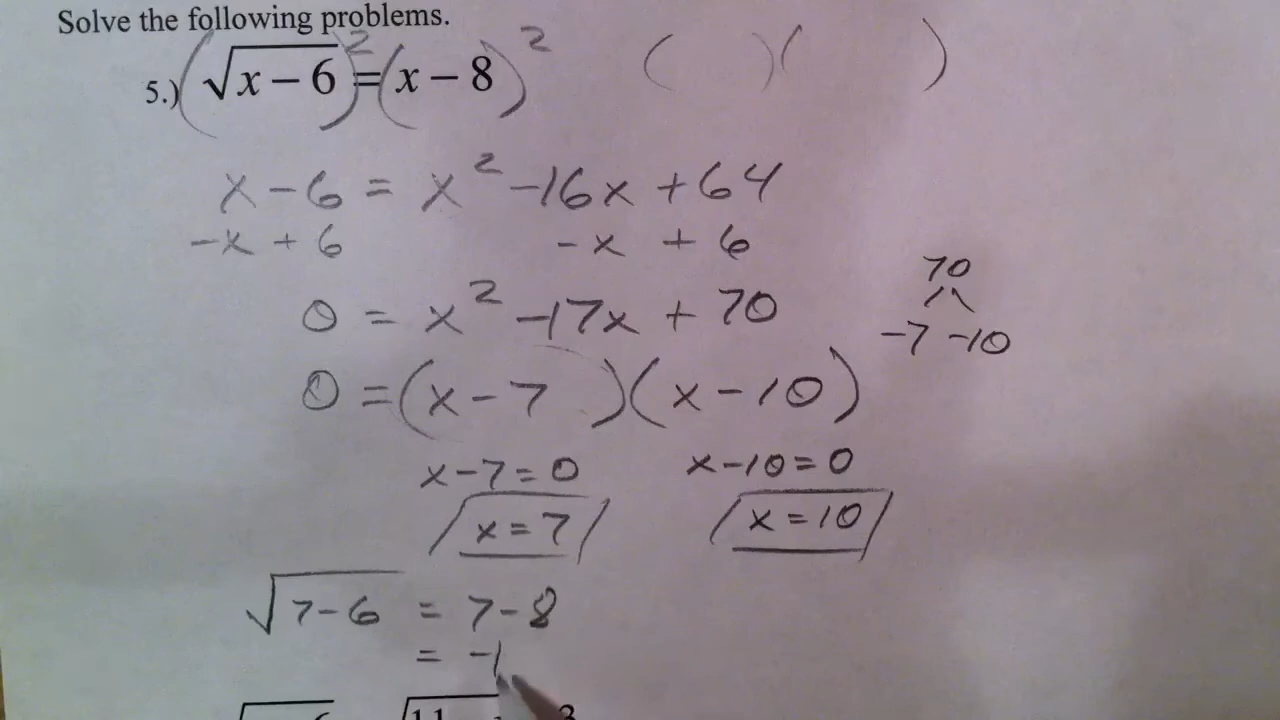 Solve the following problems.
5.) (√x − 6)² = (x − 8)² ( )( )
x − 6 = x² − 16x + 64
−x + 6 −x + 6
0 = x² − 17x + 70
70
−7 −10
0 = (x − 7)(x − 10)
x − 7 = 0 x − 10 = 0
x = 7 x = 10
√7 − 6 = 7 − 8
= −1